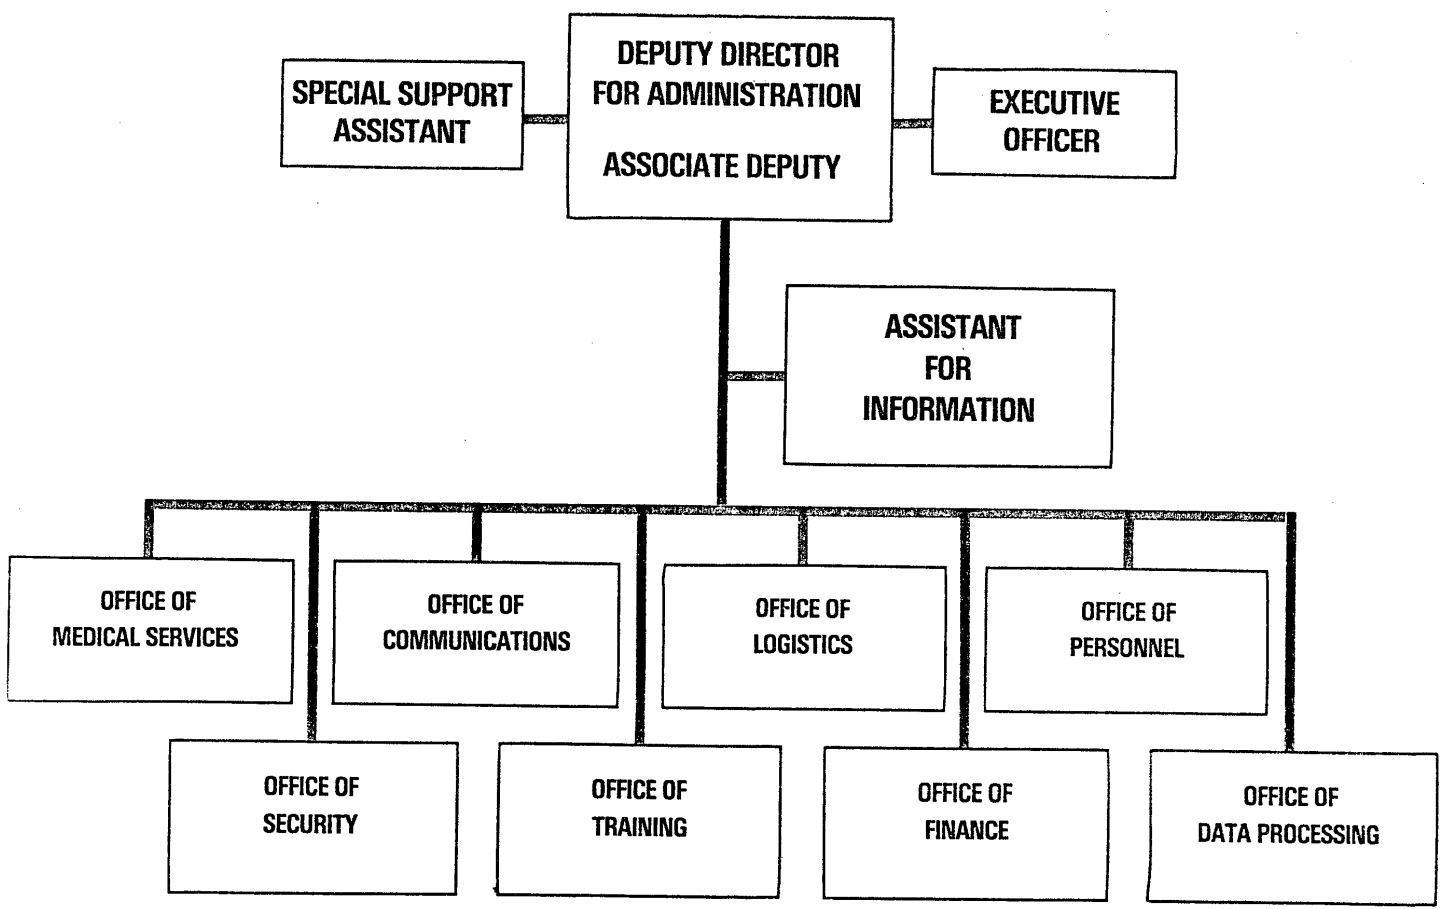 DEPUTY DIRECTOR
FOR ADMINISTRATION
ASSOCIATE DEPUTY
SPECIAL SUPPORT
ASSISTANT
EXECUTIVE
OFFICER
ASSISTANT
FOR
INFORMATION
OFFICE OF
MEDICAL SERVICES
OFFICE OF
COMMUNICATIONS
OFFICE OF
LOGISTICS
OFFICE OF
PERSONNEL
OFFICE OF
SECURITY
OFFICE OF
TRAINING
OFFICE OF
FINANCE
OFFICE OF
DATA PROCESSING